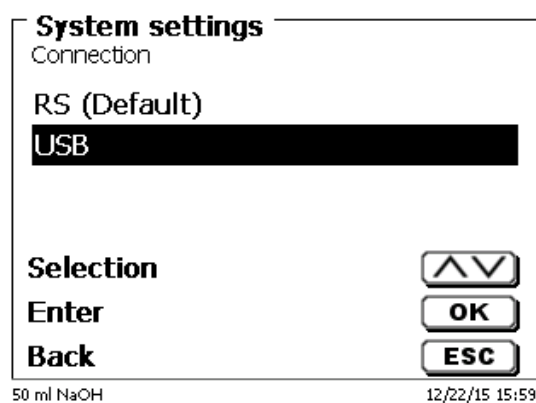 System settings
Connection
RS (Default)
USB
Selection
Enter OK
Back ESC
50 ml NaOH 12/22/15 15:59